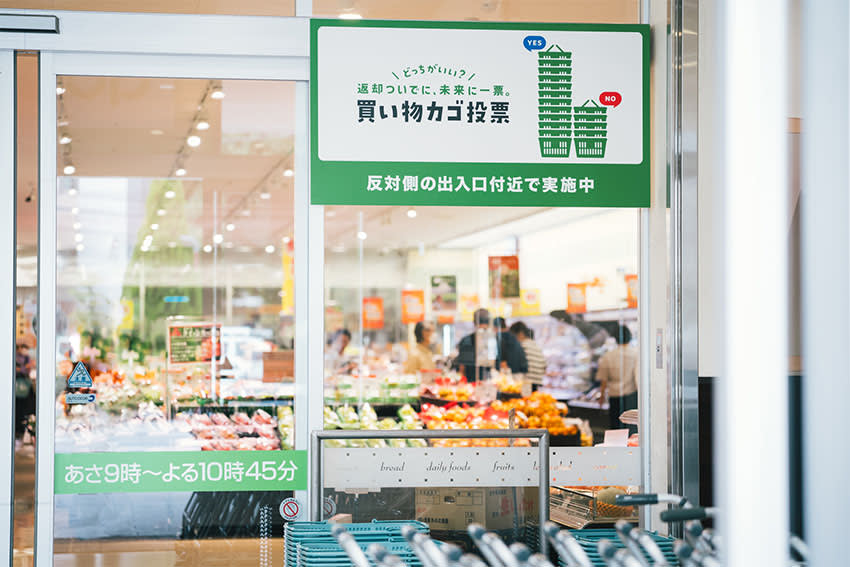 YES
\ どっちがいい？ /
返却ついでに、未来に一票。
買い物カゴ投票
NO
反対側の出入口付近で実施中
あさ9時〜よる10時45分
bread daily foods fruits